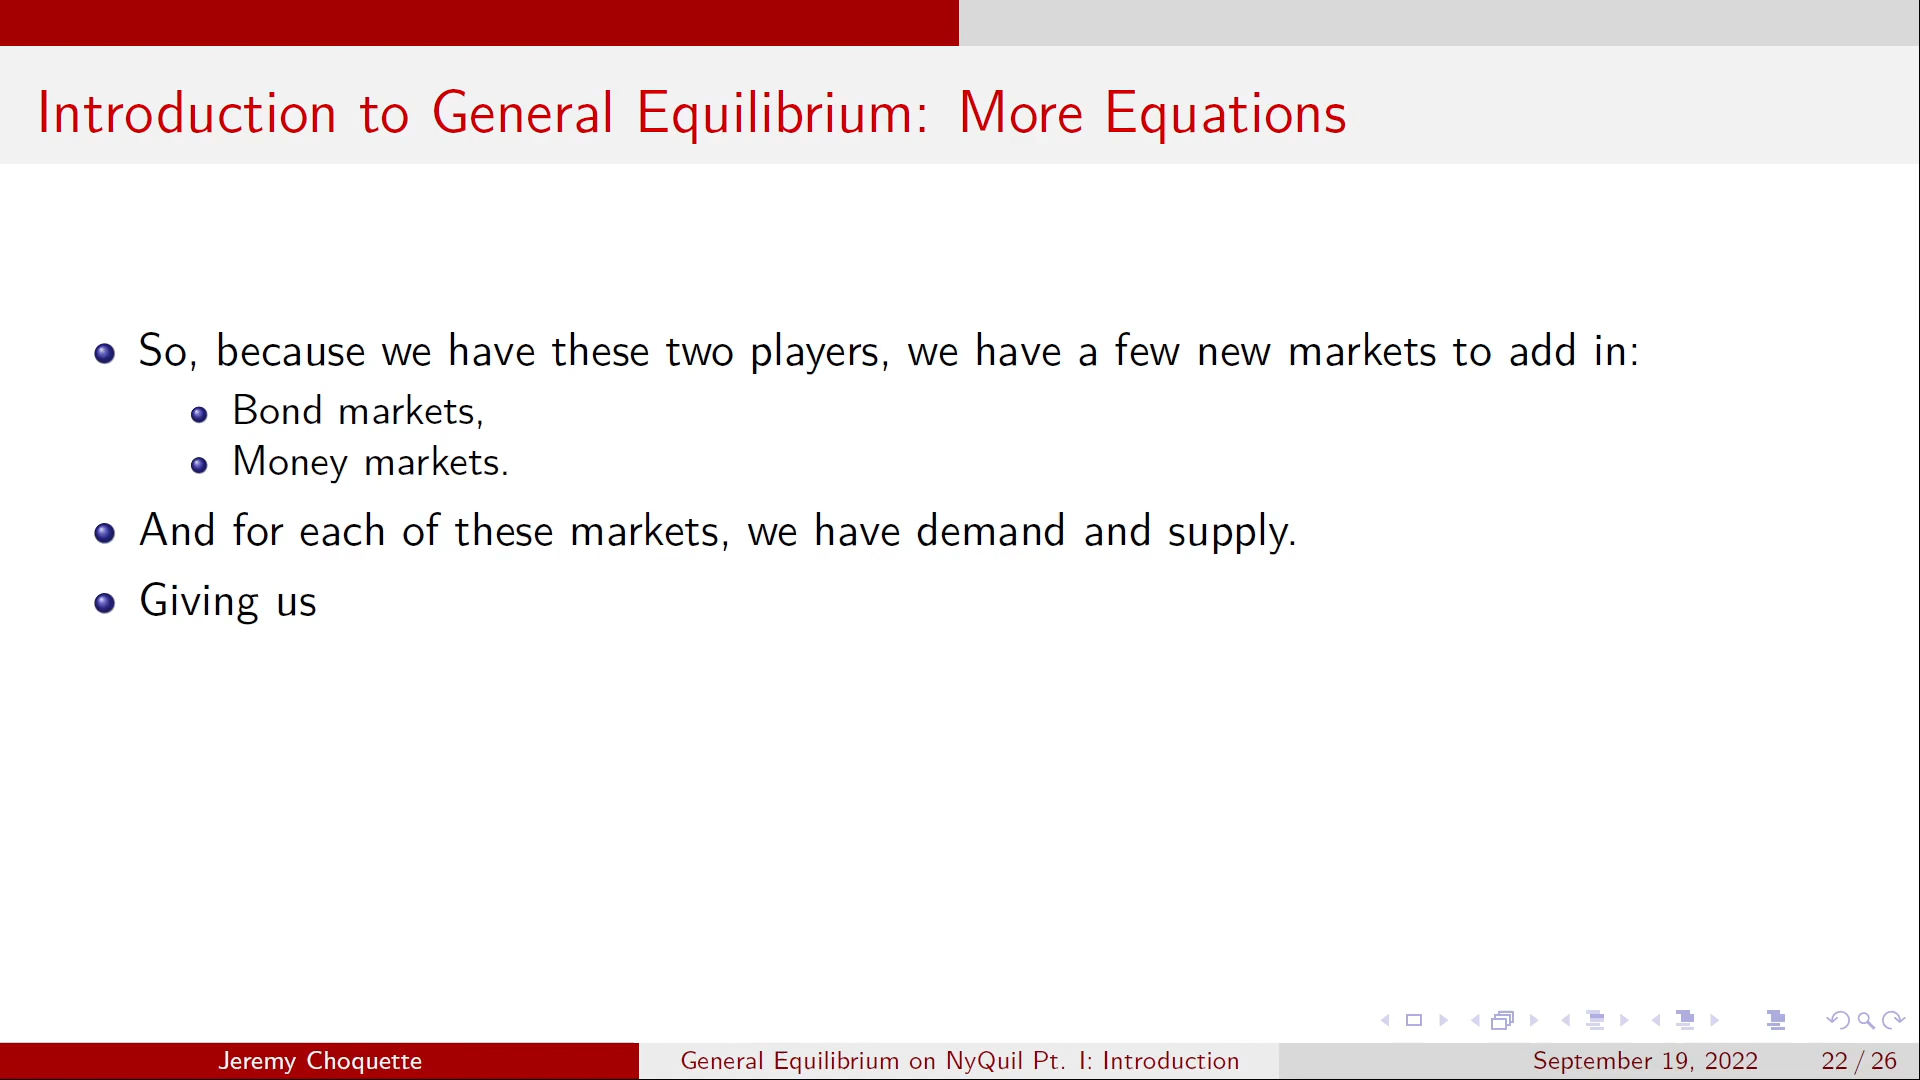 Introduction to General Equilibrium: More Equations
So, because we have these two players, we have a few new markets to add in:
Bond markets,
Money markets.
And for each of these markets, we have demand and supply.
Giving us
Jeremy Choquette
General Equilibrium on NyQuil Pt. I: Introduction
September 19, 2022
22 / 26